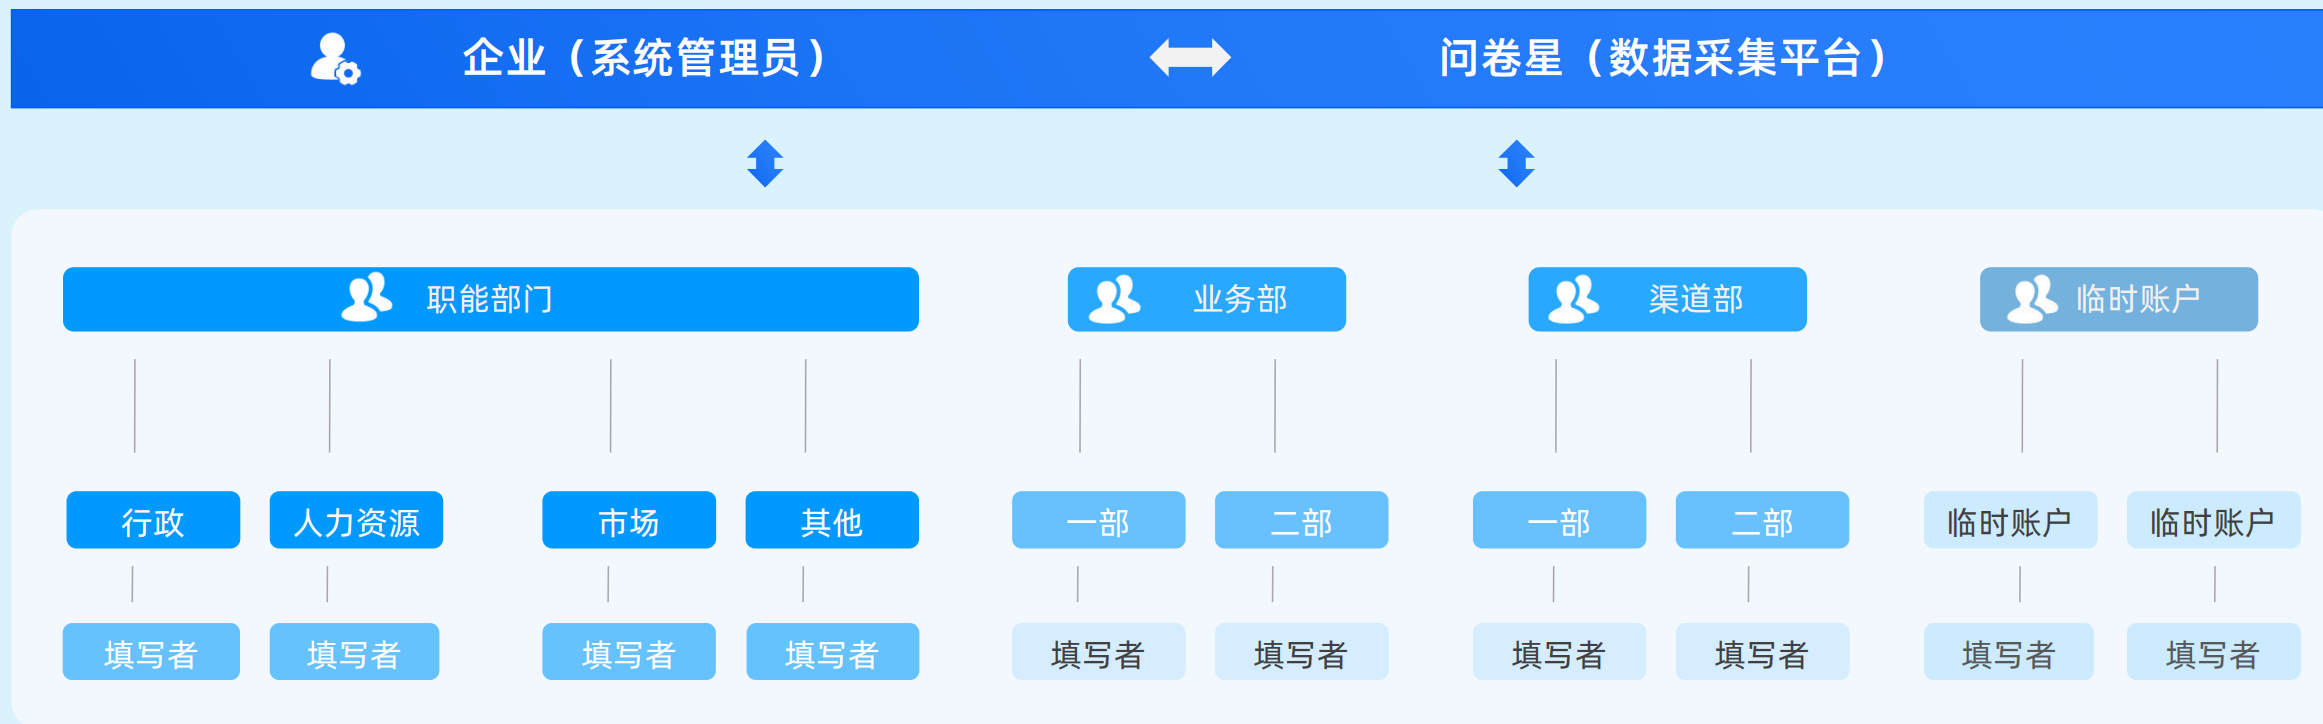 企业（系统管理员）
问卷星（数据采集平台）
职能部门
业务部
渠道部
临时账户
行政
人力资源
市场
其他
一部
二部
一部
二部
临时账户
临时账户
填写者
填写者
填写者
填写者
填写者
填写者
填写者
填写者
填写者
填写者